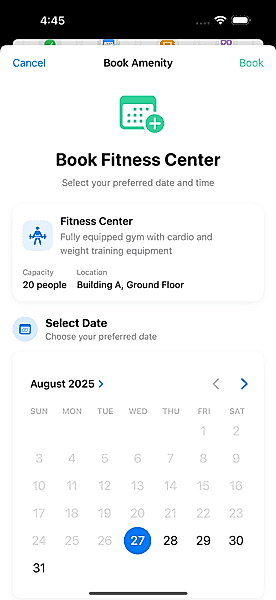 4:45
Cancel
Book Amenity
Book
Book Fitness Center
Select your preferred date and time
Fitness Center
Fully equipped gym with cardio and
weight training equipment
Capacity
Location
20 people
Building A, Ground Floor
Select Date
Choose your preferred date
August 2025
SUN MON TUE WED THU FRI SAT
1 2
3 4 5 6 7 8 9
10 11 12 13 14 15 16
17 18 19 20 21 22 23
24 25 26 27 28 29 30
31